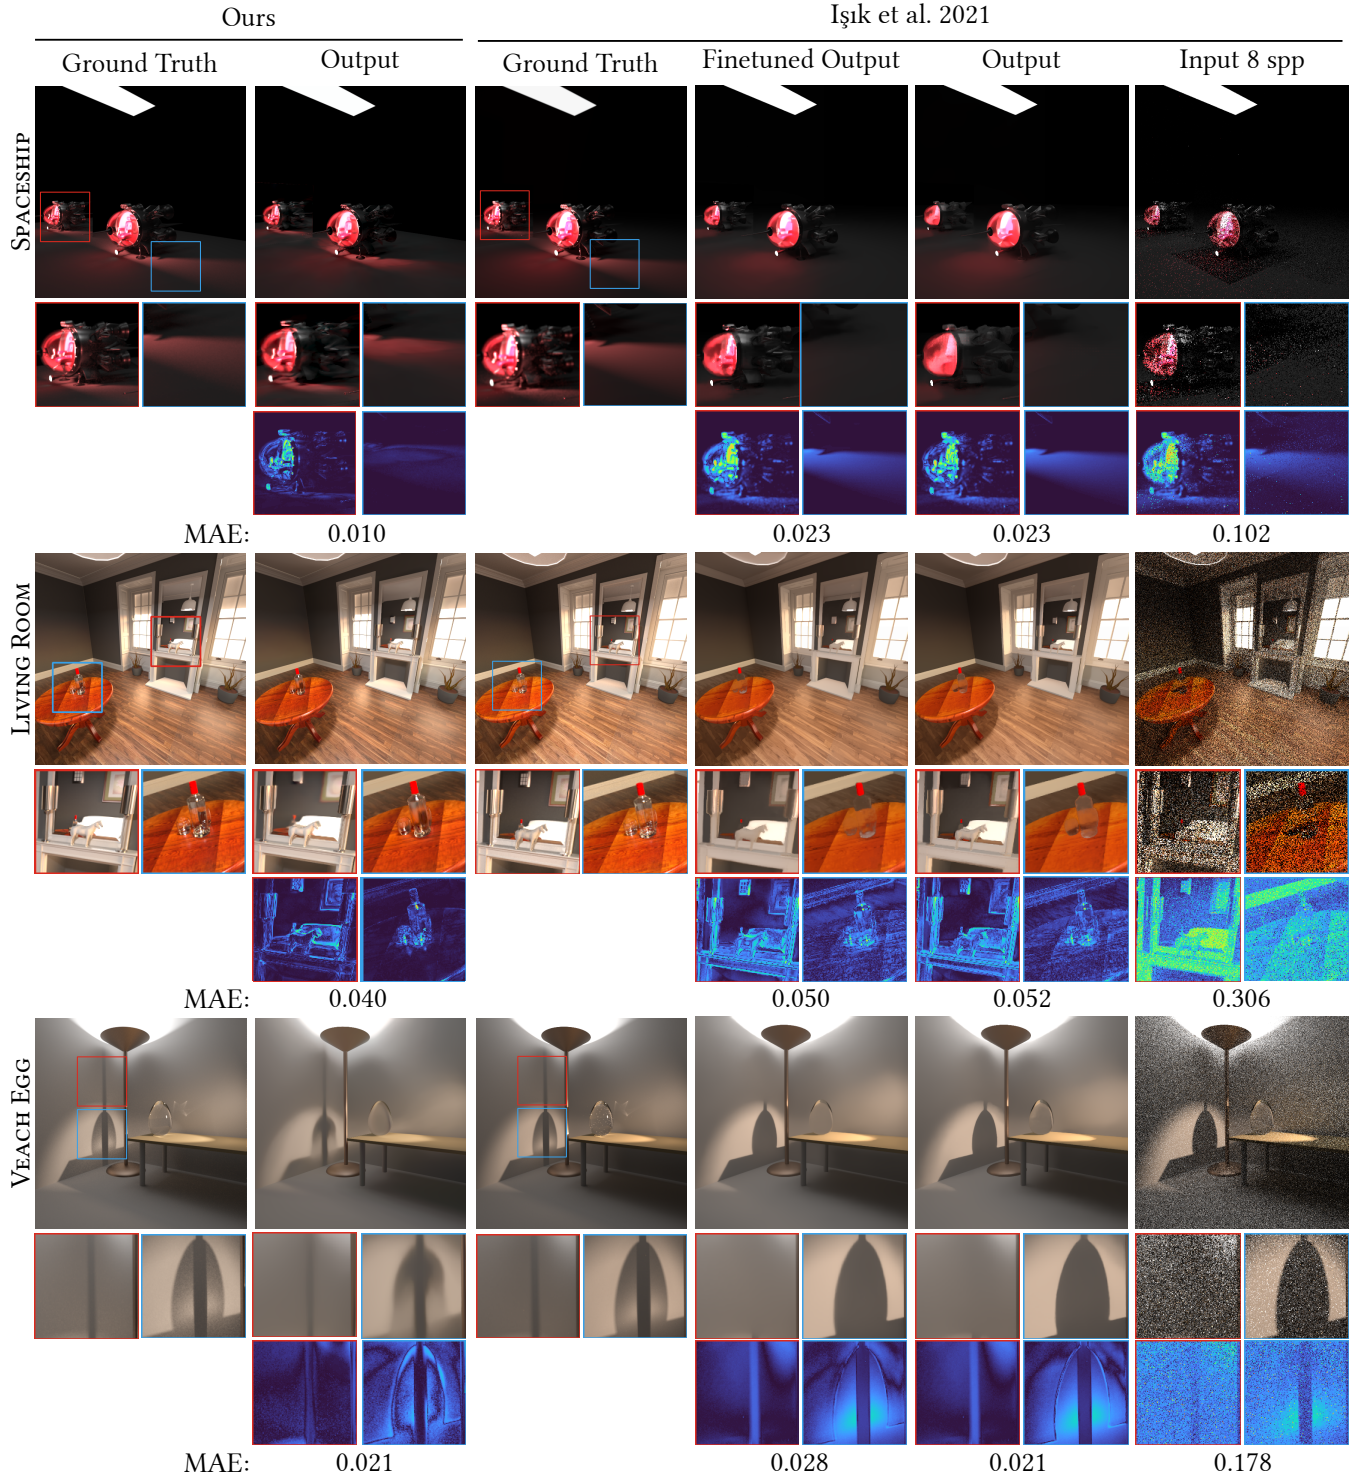 Ours
Işık et al. 2021
Ground Truth
Output
Ground Truth
Finetuned Output
Output
Input 8 spp
Spaceship
MAE:
0.010
0.023
0.023
0.102
Living Room
MAE:
0.040
0.050
0.052
0.306
Veach Egg
MAE:
0.021
0.028
0.021
0.178